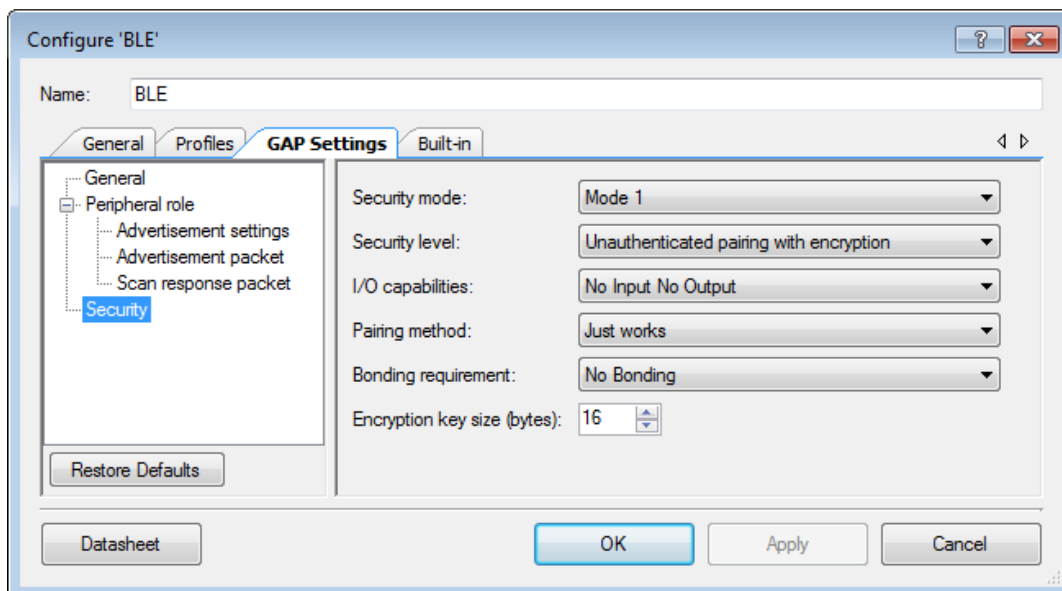 Configure 'BLE'
Name: BLE
General Profiles GAP Settings Built-in
General
Peripheral role
Advertisement settings
Advertisement packet
Scan response packet
Security
Restore Defaults
Security mode: Mode 1
Security level: Unauthenticated pairing with encryption
I/O capabilities: No Input No Output
Pairing method: Just works
Bonding requirement: No Bonding
Encryption key size (bytes): 16
Datasheet OK Apply Cancel